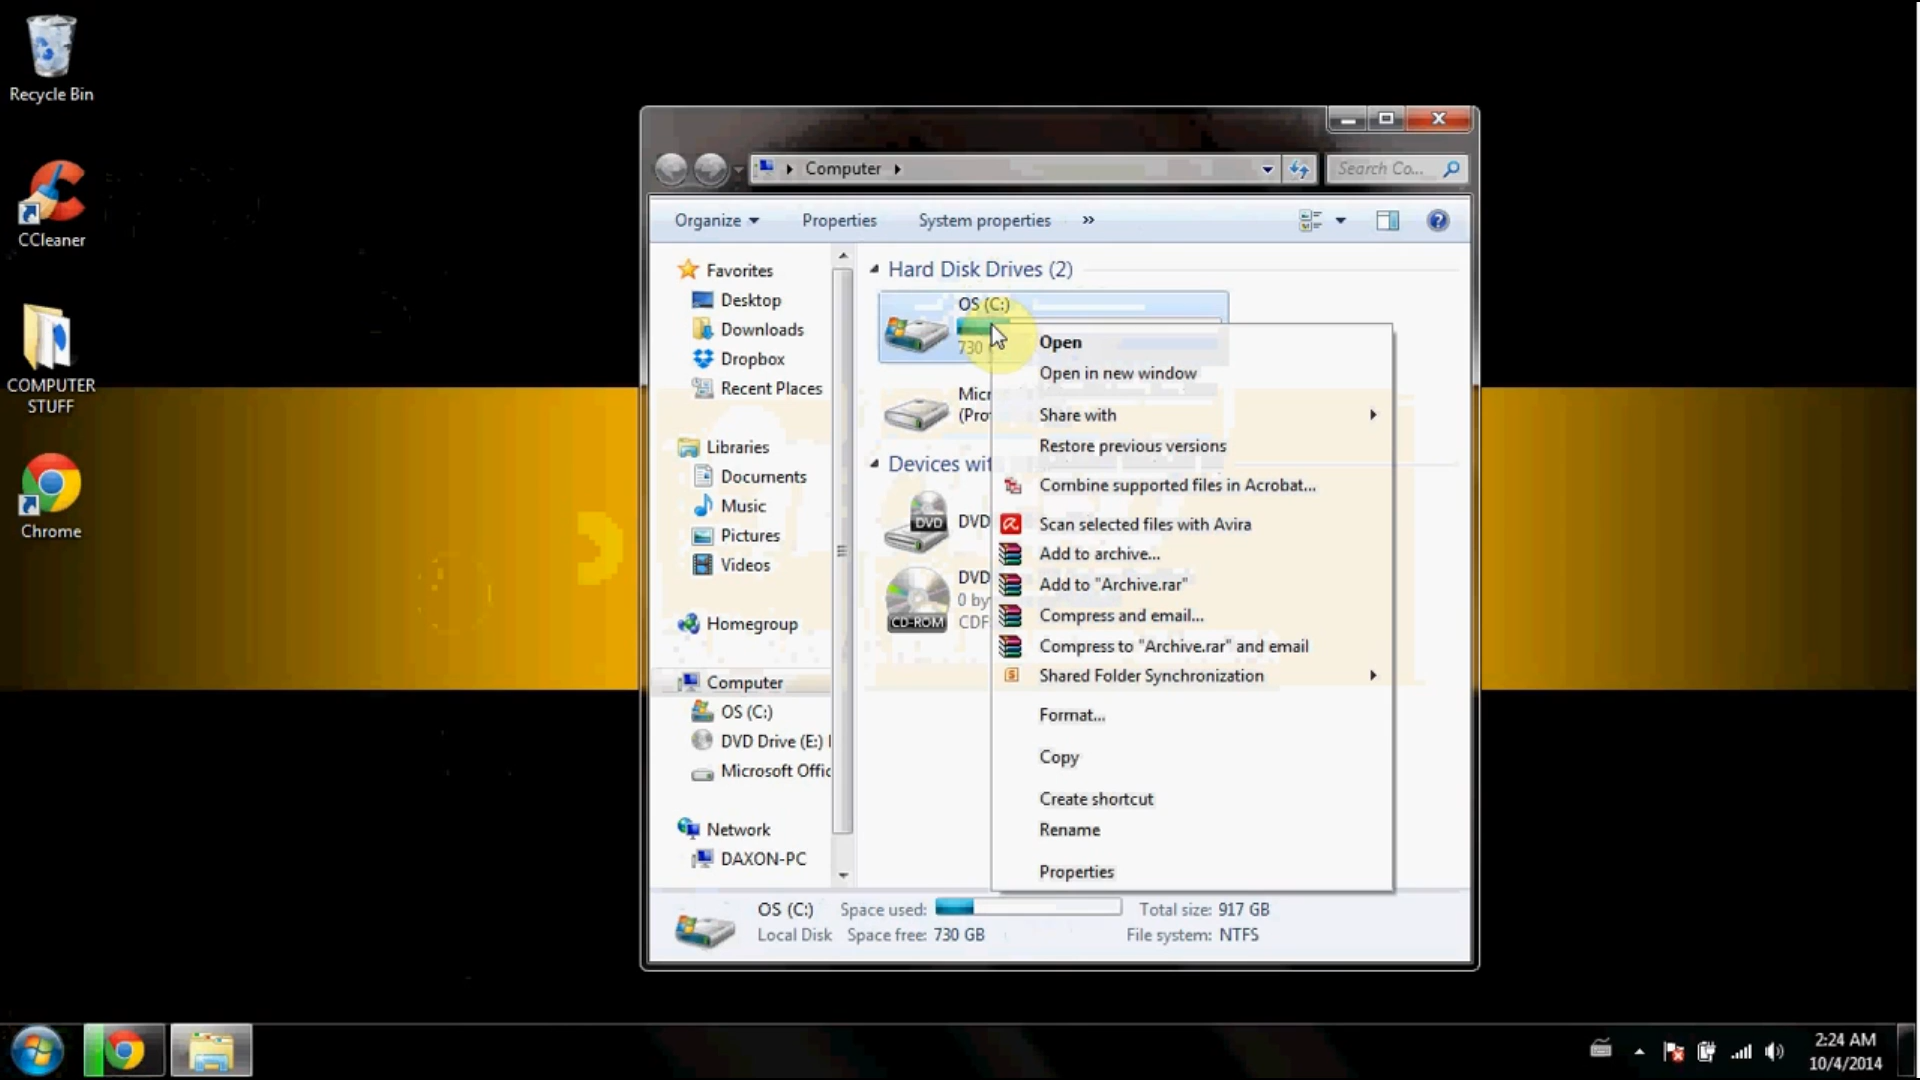 Recycle Bin
CCleaner
COMPUTER
STUFF
Chrome
Computer
Search Co...
Organize
Properties
System properties
»
Favorites
Desktop
Downloads
Dropbox
Recent Places
Libraries
Documents
Music
Pictures
Videos
Homegroup
Computer
OS (C:)
DVD Drive (E:)
Microsoft Offic
Network
DAXON-PC
Hard Disk Drives (2)
OS (C:)
730
Micr
(Pro
Devices wit
DVD
DVD
DVD
0 by
CD-ROM
CDF
Open
Open in new window
Share with
Restore previous versions
Combine supported files in Acrobat...
Scan selected files with Avira
Add to archive...
Add to "Archive.rar"
Compress and email...
Compress to "Archive.rar" and email
Shared Folder Synchronization
Format...
Copy
Create shortcut
Rename
Properties
OS (C:) Space used: Total size: 917 GB
Local Disk Space free: 730 GB File system: NTFS
2:24 AM
10/4/2014